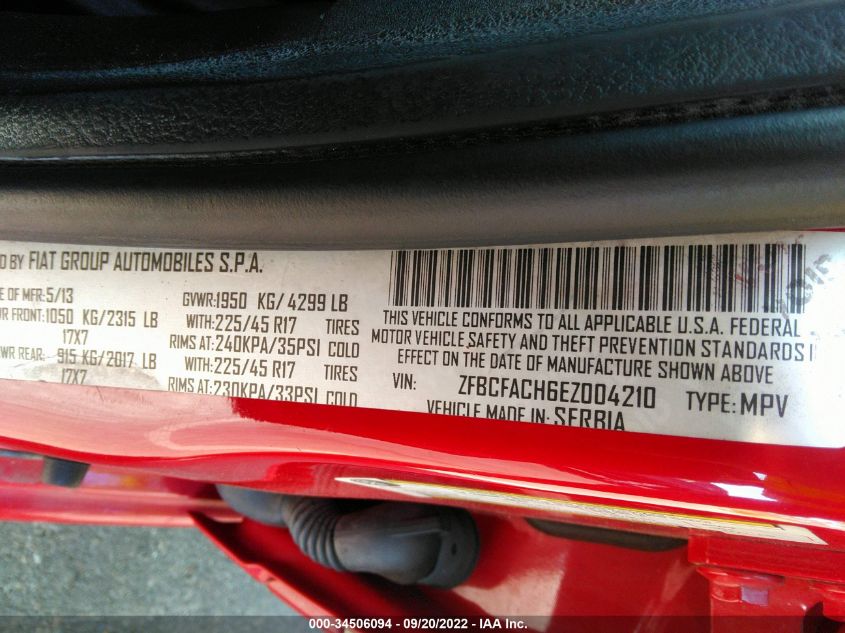 BY FIAT GROUP AUTOMOBILES S.P.A.
OF MFR: 5/13 GVWR: 1950 KG/ 4299 LB
FRONT: 1050 KG/2315 LB WITH: 225/45 R17 TIRES
17X7 RIMS AT: 240KPA/35PSI COLD
REAR: 915 KG/2017 LB WITH: 225/45 R17 TIRES
17X7 RIMS AT: 230KPA/33PSI COLD
THIS VEHICLE CONFORMS TO ALL APPLICABLE U.S.A. FEDERAL
MOTOR VEHICLE SAFETY AND THEFT PREVENTION STANDARDS
EFFECT ON THE DATE OF MANUFACTURE SHOWN ABOVE
VIN: ZFBCFACH6EZ004210 TYPE: MPV
VEHICLE MADE IN: SERBIA
000-34506094 - 09/20/2022 - IAA Inc.